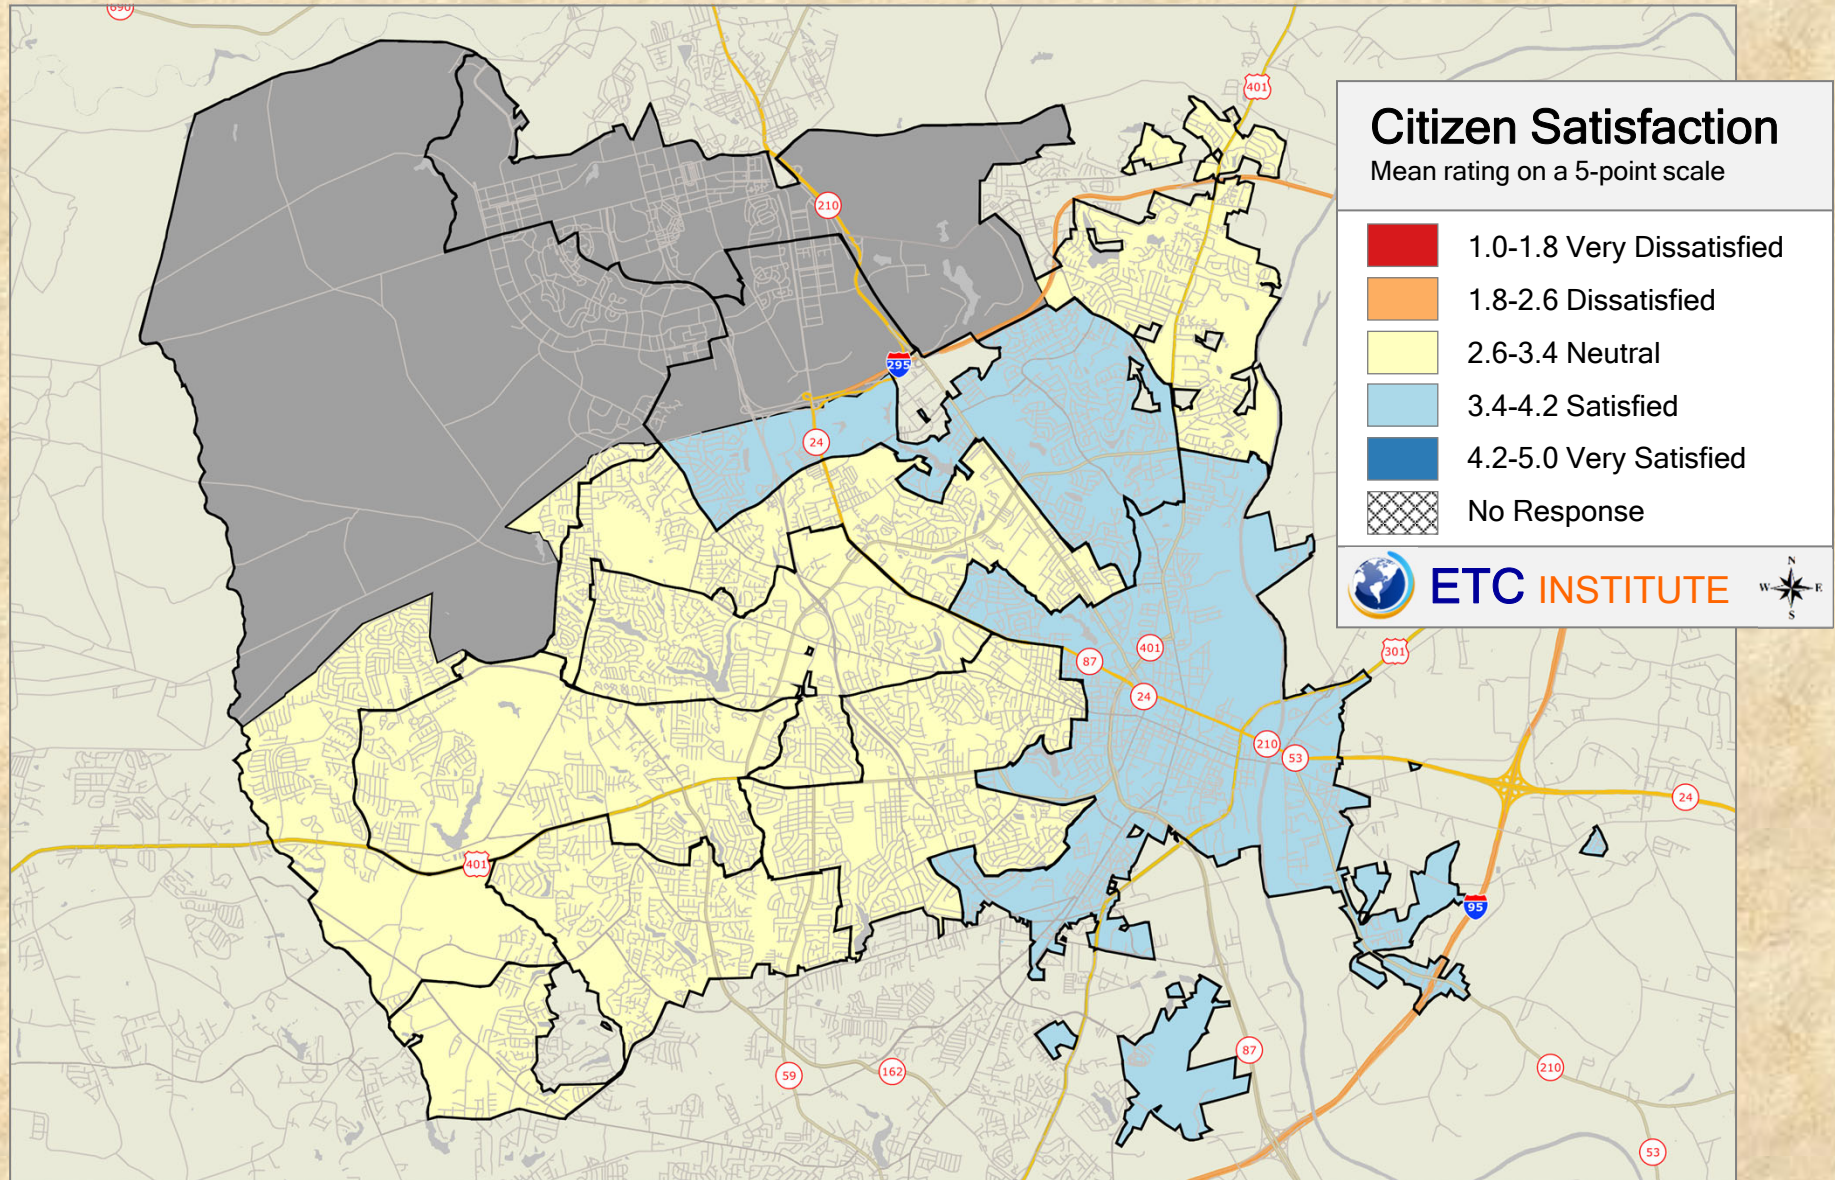 690
401
Citizen Satisfaction
Mean rating on a 5-point scale
210
1.0-1.8 Very Dissatisfied
1.8-2.6 Dissatisfied
2.6-3.4 Neutral
295
3.4-4.2 Satisfied
24
4.2-5.0 Very Satisfied
No Response
ETC INSTITUTE
N
W E
S
401
301
87
24
210
53
24
401
95
87
59
162
210
53